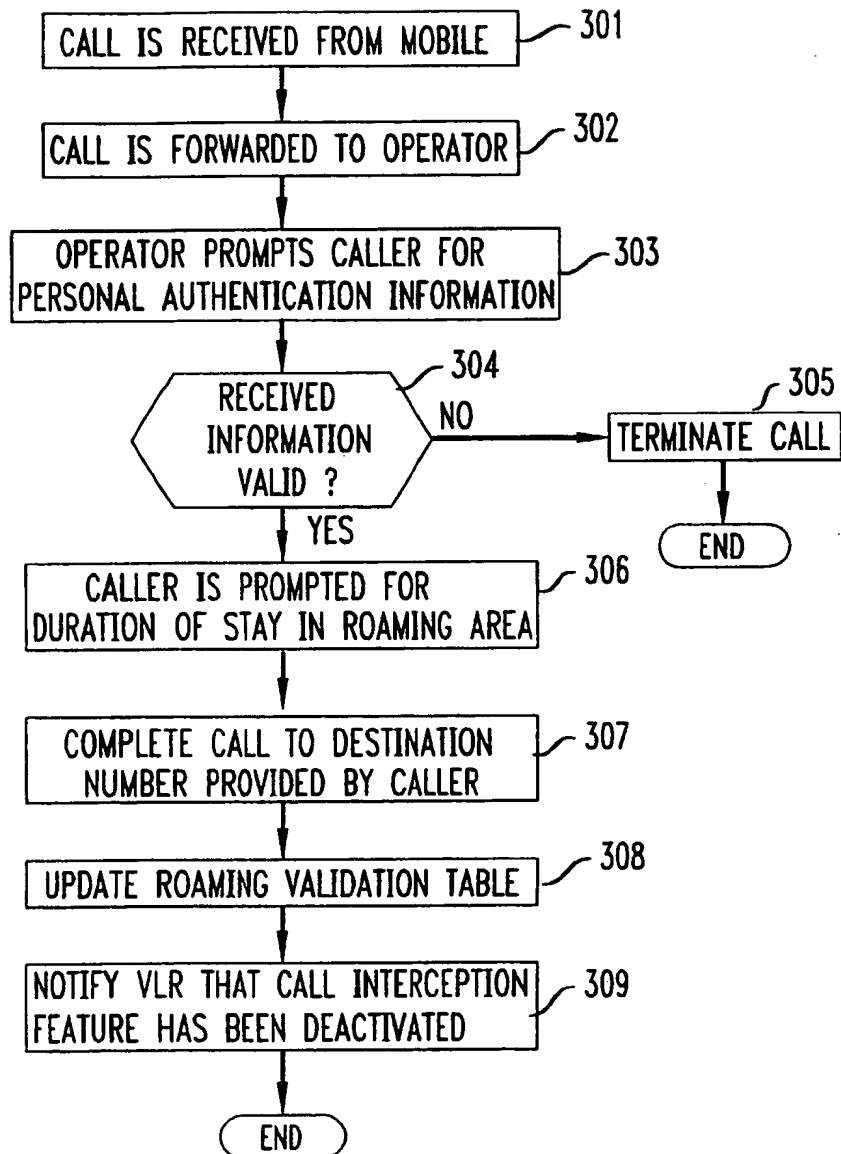 CALL IS RECEIVED FROM MOBILE
301
CALL IS FORWARDED TO OPERATOR
302
OPERATOR PROMPTS CALLER FOR
PERSONAL AUTHENTICATION INFORMATION
303
RECEIVED
INFORMATION
VALID ?
304
NO
305
TERMINATE CALL
END
YES
CALLER IS PROMPTED FOR
DURATION OF STAY IN ROAMING AREA
306
COMPLETE CALL TO DESTINATION
NUMBER PROVIDED BY CALLER
307
UPDATE ROAMING VALIDATION TABLE
308
NOTIFY VLR THAT CALL INTERCEPTION
FEATURE HAS BEEN DEACTIVATED
309
END